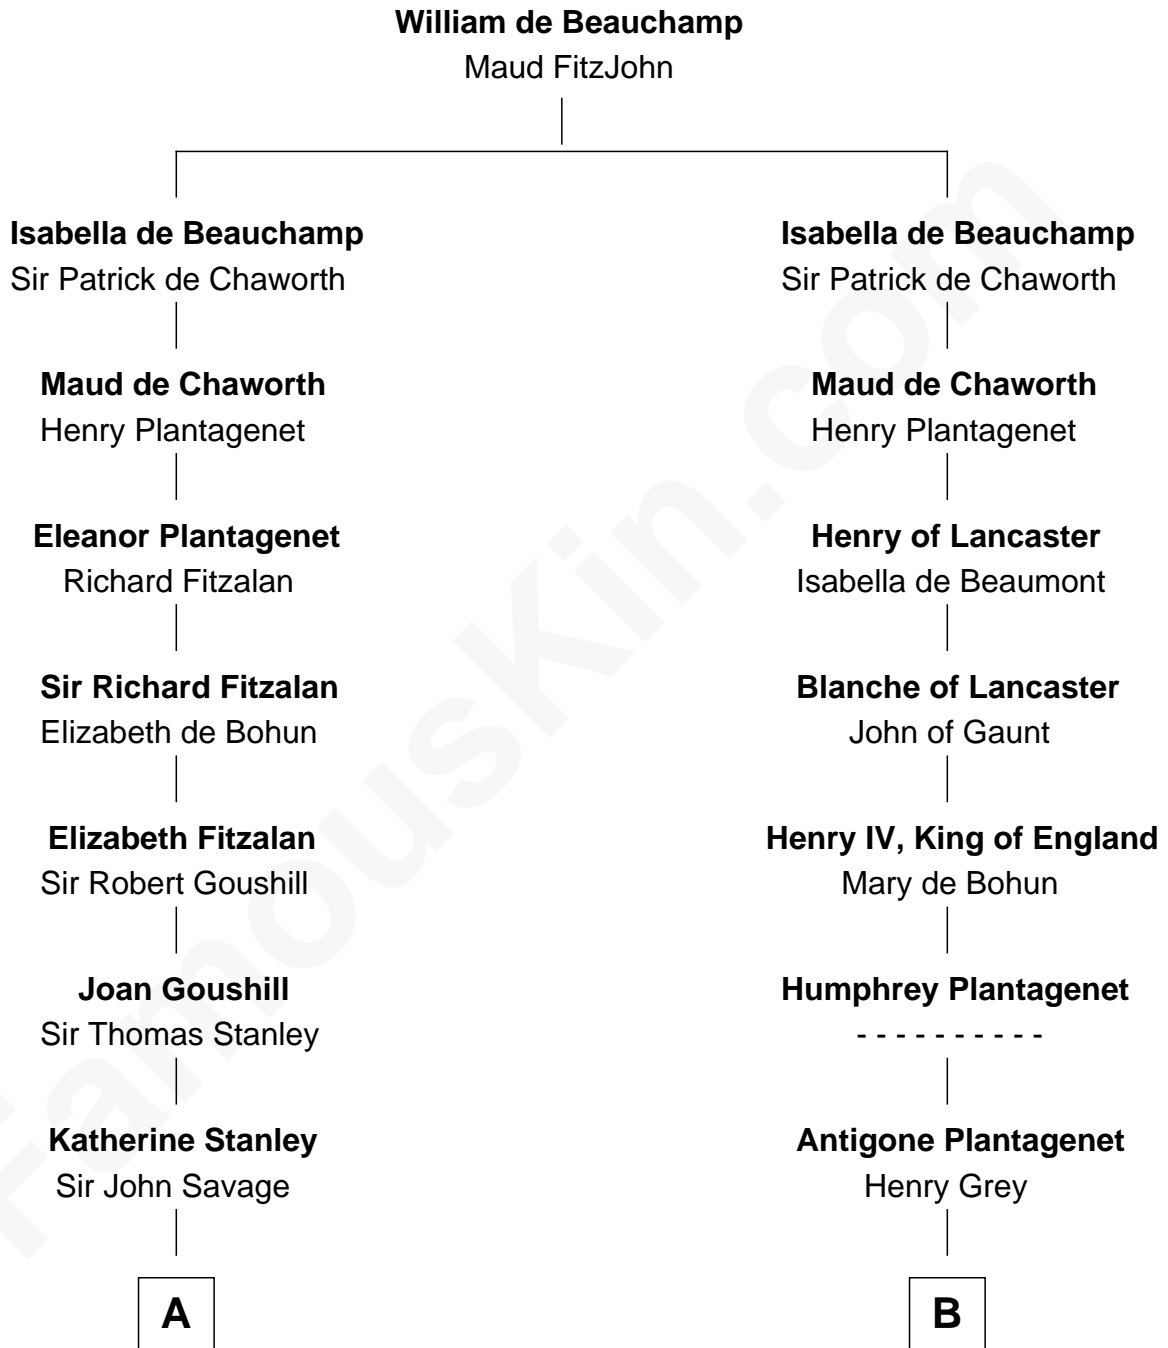 William de Beauchamp
Maud FitzJohn
Isabella de Beauchamp
Sir Patrick de Chaworth
Isabella de Beauchamp
Sir Patrick de Chaworth
Maud de Chaworth
Henry Plantagenet
Maud de Chaworth
Henry Plantagenet
Eleanor Plantagenet
Richard Fitzalan
Henry of Lancaster
Isabella de Beaumont
Sir Richard Fitzalan
Elizabeth de Bohun
Blanche of Lancaster
John of Gaunt
Elizabeth Fitzalan
Sir Robert Goushill
Henry IV, King of England
Mary de Bohun
Joan Goushill
Sir Thomas Stanley
Humphrey Plantagenet
- - - - - - - - - -
Katherine Stanley
Sir John Savage
Antigone Plantagenet
Henry Grey
A
B
FamousKin.com